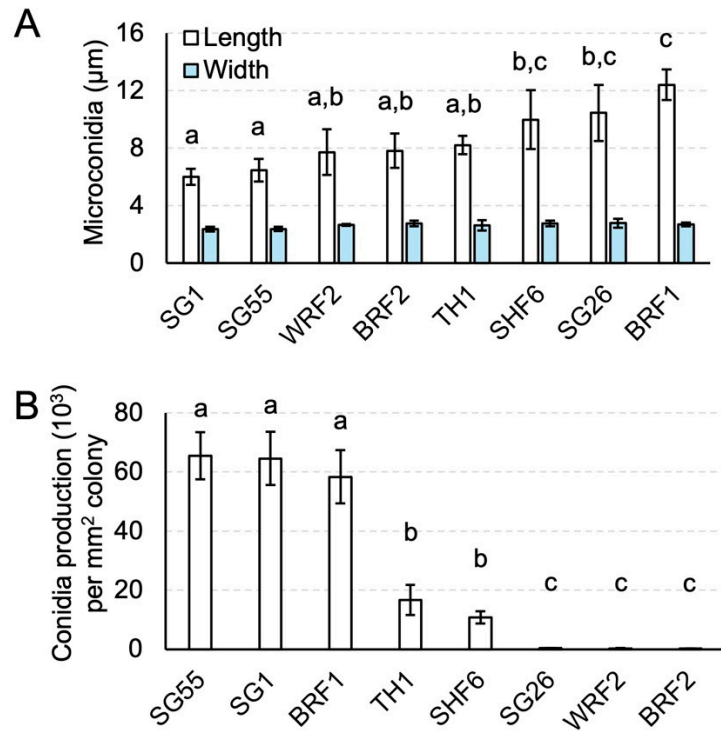 A
Microconidia (µm)
16
12
8
4
0
Length
Width
a
a
a,b
a,b
a,b
b,c
b,c
c
SG1
SG55
WRF2
BRF2
TH1
SHF6
SG26
BRF1
B
Conidia production (10³)
per mm² colony
80
60
40
20
0
a
a
a
b
b
c
c
c
SG55
SG1
BRF1
TH1
SHF6
SG26
WRF2
BRF2